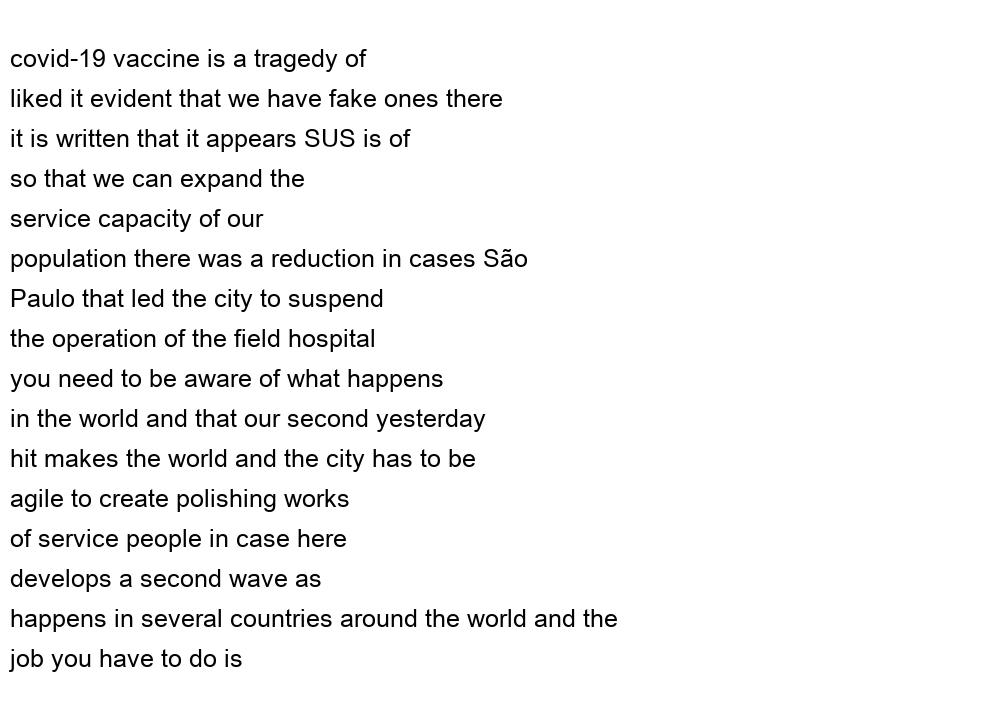 covid-19 vaccine is a tragedy of
liked it evident that we have fake ones there
it is written that it appears SUS is of
so that we can expand the
service capacity of our
population there was a reduction in cases São
Paulo that led the city to suspend
the operation of the field hospital
you need to be aware of what happens
in the world and that our second yesterday
hit makes the world and the city has to be
agile to create polishing works
of service people in case here
develops a second wave as
happens in several countries around the world and the
job you have to do is